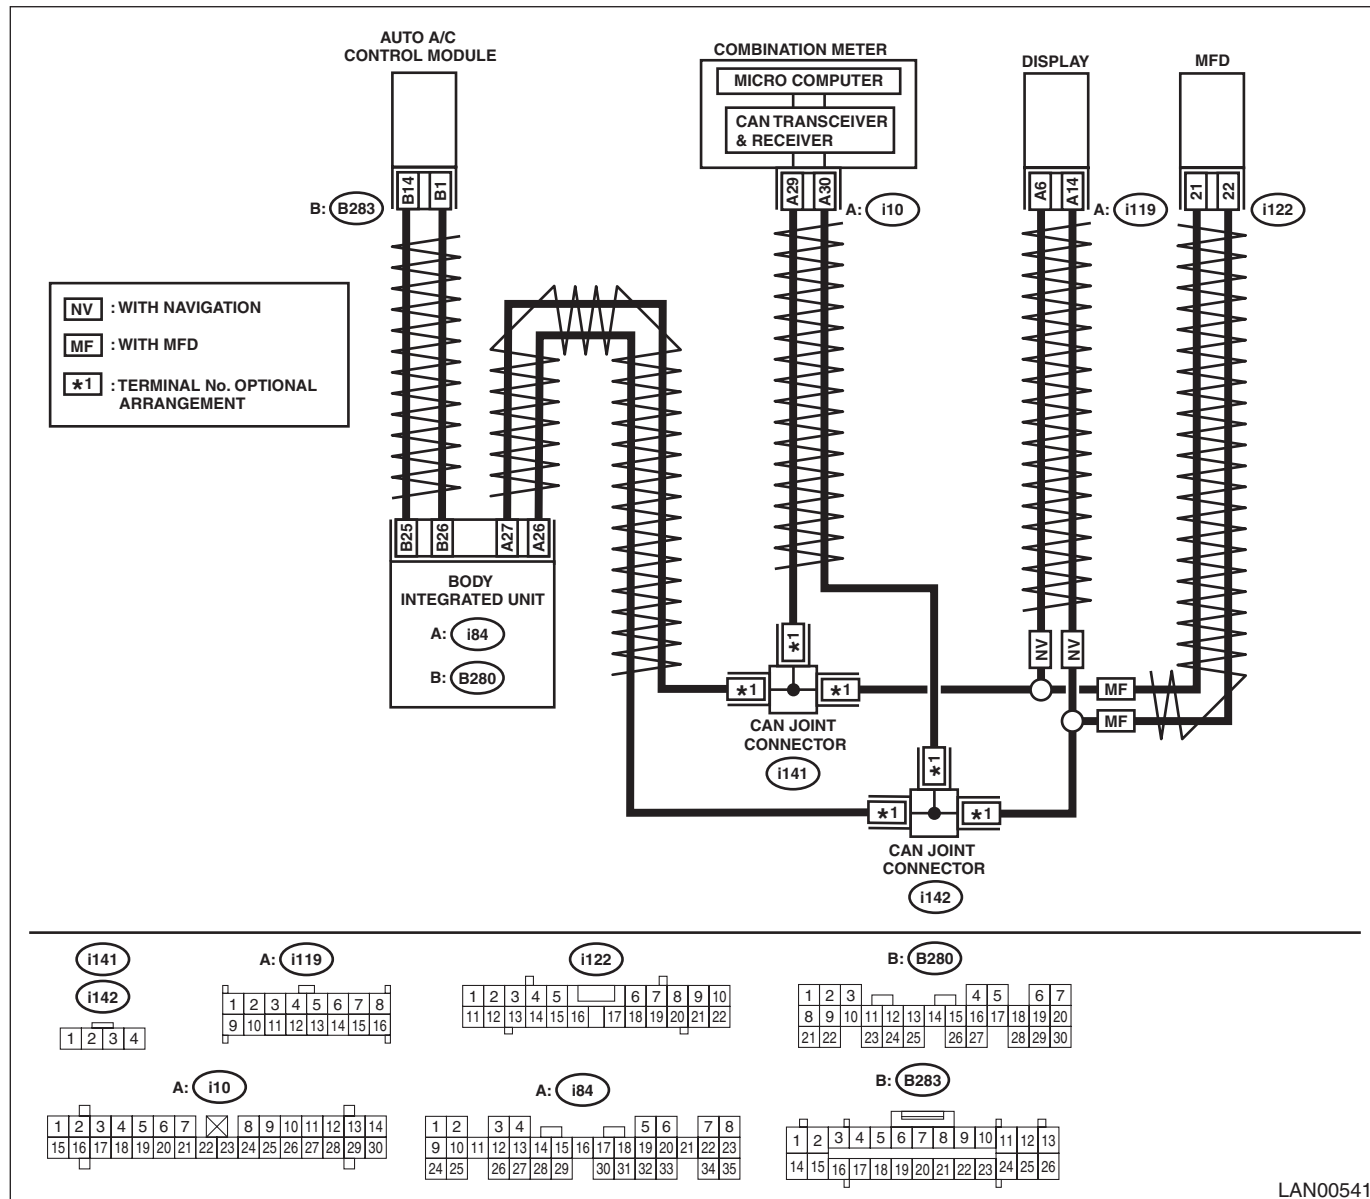 AUTO A/C
CONTROL MODULE
COMBINATION METER
MICRO COMPUTER
CAN TRANSCEIVER
& RECEIVER
DISPLAY
MFD
B14 B1
A29 A30
A6 A14
21 22
B: B283
A: i10
A: i119
i122
NV : WITH NAVIGATION
MF : WITH MFD
*1 : TERMINAL No. OPTIONAL
ARRANGEMENT
B25 B26 A27 A26
BODY
INTEGRATED UNIT
A: i84
B: B280
*1
NV NV
*1 *1
MF
MF
CAN JOINT
CONNECTOR
i141
*1
*1 *1
CAN JOINT
CONNECTOR
i142
i141
i142
1 2 3 4
A: i119
1 2 3 4 5 6 7 8
9 10 11 12 13 14 15 16
i122
1 2 3 4 5 6 7 8 9 10
11 12 13 14 15 16 17 18 19 20 21 22
B: B280
1 2 3 4 5 6 7
8 9 10 11 12 13 14 15 16 17 18 19 20
21 22 23 24 25 26 27 28 29 30
A: i10
1 2 3 4 5 6 7 8 9 10 11 12 13 14
15 16 17 18 19 20 21 22 23 24 25 26 27 28 29 30
A: i84
1 2 3 4 5 6 7 8
9 10 11 12 13 14 15 16 17 18 19 20 21 22 23
24 25 26 27 28 29 30 31 32 33 34 35
B: B283
1 2 3 4 5 6 7 8 9 10 11 12 13
14 15 16 17 18 19 20 21 22 23 24 25 26
LAN00541